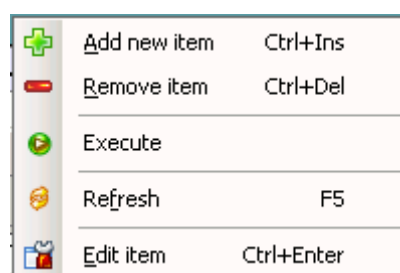 Add new item Ctrl+Ins
Remove item Ctrl+Del
Execute
Refresh F5
Edit item Ctrl+Enter